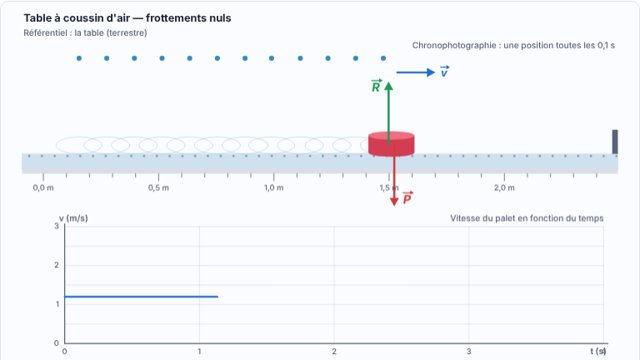 Table à coussin d'air — frottements nuls
Référentiel : la table (terrestre)
Chronophotographie : une position toutes les 0,1 s
v
R
P
0,0 m 0,5 m 1,0 m 1,5 m 2,0 m
v (m/s)
Vitesse du palet en fonction du temps
3
2
1
0
0 1 2 3 t (s)